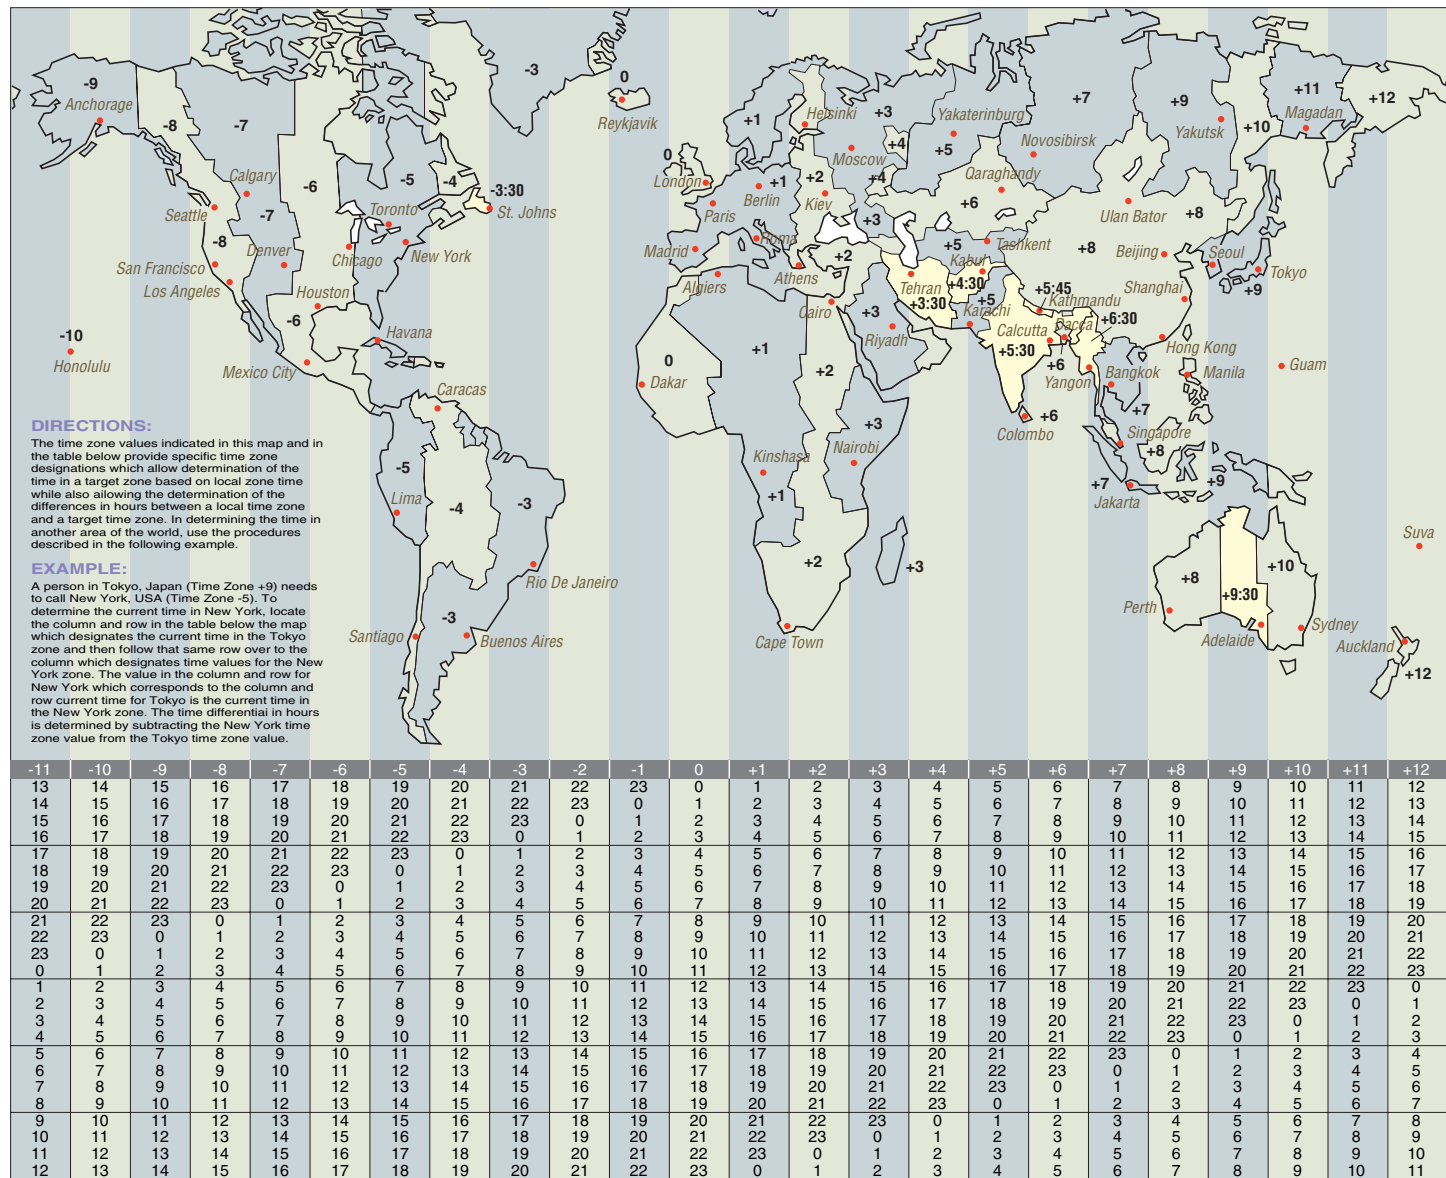 -9
Anchorage
-8
-7
Calgary
Seattle
-7
-8
Denver
San Francisco
Los Angeles
-10
Honolulu
-6
-5
-4
-3:30
St. Johns
Toronto
New York
Chicago
Houston
-6
Havana
Mexico City
Caracas
-3
0
Reykjavik
0
London
Paris
+1
+1
Berlin
Helsinki
+3
+4
Moscow
+2
Kiev
+4
+3
Yakaterinburg
+5
Novosibirsk
Qaraghandy
+6
+7
+9
Yakutsk
+10
+11
Magadan
+12
Ulan Bator
+8
+8
Beijing
Seoul
Tokyo
+9
Shanghai
Hong Kong
Manila
Guam
Madrid
Roma
Algiers
Athens
+2
Cairo
+3
Riyadh
+5
Tashkent
Kabul
Tehran
+3:30
+4:30
+5
Karachi
+5:45
Kathmandu
Calcutta
Dacca
+6:30
+5:30
+6
Yangon
Bangkok
+7
+6
Colombo
Singapore
+8
+7
Jakarta
+9
0
Dakar
+1
+2
+3
Nairobi
Kinshasa
+1
+2
+3
Cape Town
-5
Lima
-4
-3
Rio De Janeiro
-3
Santiago
Buenos Aires
Suva
+8
Perth
+9:30
+10
Adelaide
Sydney
Auckland
+12
DIRECTIONS:
The time zone values indicated in this map and in
the table below provide specific time zone
designations which allow determination of the
time in a target zone based on local zone time
while also ailowing the determination of the
differences in hours between a local time zone
and a target time zone. In determining the time in
another area of the world, use the procedures
described in the following example.
EXAMPLE:
A person in Tokyo, Japan (Time Zone +9) needs
to call New York, USA (Time Zone -5). To
determine the current time in New York, locate
the column and row in the table below the map
which designates the current time in the Tokyo
zone and then follow that same row over to the
column which designates time values for the New
York zone. The value in the column and row for
New York which corresponds to the column and
row current time for Tokyo is the current time in
the New York zone. The time differentiai in hours
is determined by subtracting the New York time
zone value from the Tokyo time zone value.
-11 -10 -9 -8 -7 -6 -5 -4 -3 -2 -1 0 +1 +2 +3 +4 +5 +6 +7 +8 +9 +10 +11 +12
13 14 15 16 17 18 19 20 21 22 23 0 1 2 3 4 5 6 7 8 9 10 11 12
14 15 16 17 18 19 20 21 22 23 0 1 2 3 4 5 6 7 8 9 10 11 12 13
15 16 17 18 19 20 21 22 23 0 1 2 3 4 5 6 7 8 9 10 11 12 13 14
16 17 18 19 20 21 22 23 0 1 2 3 4 5 6 7 8 9 10 11 12 13 14 15
17 18 19 20 21 22 23 0 1 2 3 4 5 6 7 8 9 10 11 12 13 14 15 16
18 19 20 21 22 23 0 1 2 3 4 5 6 7 8 9 10 11 12 13 14 15 16 17
19 20 21 22 23 0 1 2 3 4 5 6 7 8 9 10 11 12 13 14 15 16 17 18
20 21 22 23 0 1 2 3 4 5 6 7 8 9 10 11 12 13 14 15 16 17 18 19
21 22 23 0 1 2 3 4 5 6 7 8 9 10 11 12 13 14 15 16 17 18 19 20
22 23 0 1 2 3 4 5 6 7 8 9 10 11 12 13 14 15 16 17 18 19 20 21
23 0 1 2 3 4 5 6 7 8 9 10 11 12 13 14 15 16 17 18 19 20 21 22
0 1 2 3 4 5 6 7 8 9 10 11 12 13 14 15 16 17 18 19 20 21 22 23
1 2 3 4 5 6 7 8 9 10 11 12 13 14 15 16 17 18 19 20 21 22 23 0
2 3 4 5 6 7 8 9 10 11 12 13 14 15 16 17 18 19 20 21 22 23 0 1
3 4 5 6 7 8 9 10 11 12 13 14 15 16 17 18 19 20 21 22 23 0 1 2
4 5 6 7 8 9 10 11 12 13 14 15 16 17 18 19 20 21 22 23 0 1 2 3
5 6 7 8 9 10 11 12 13 14 15 16 17 18 19 20 21 22 23 0 1 2 3 4
6 7 8 9 10 11 12 13 14 15 16 17 18 19 20 21 22 23 0 1 2 3 4 5
7 8 9 10 11 12 13 14 15 16 17 18 19 20 21 22 23 0 1 2 3 4 5 6
8 9 10 11 12 13 14 15 16 17 18 19 20 21 22 23 0 1 2 3 4 5 6 7
9 10 11 12 13 14 15 16 17 18 19 20 21 22 23 0 1 2 3 4 5 6 7 8
10 11 12 13 14 15 16 17 18 19 20 21 22 23 0 1 2 3 4 5 6 7 8 9
11 12 13 14 15 16 17 18 19 20 21 22 23 0 1 2 3 4 5 6 7 8 9 10
12 13 14 15 16 17 18 19 20 21 22 23 0 1 2 3 4 5 6 7 8 9 10 11